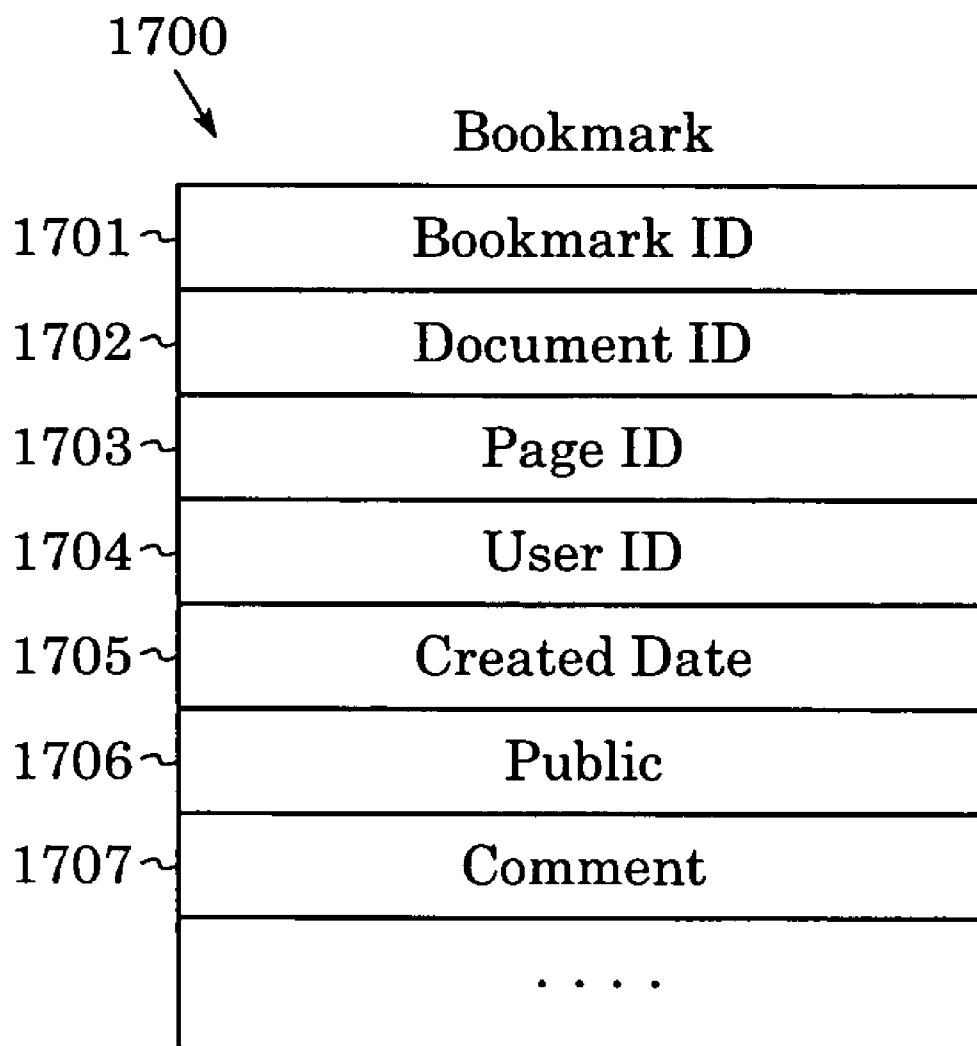 1700
Bookmark
1701 Bookmark ID
1702 Document ID
1703 Page ID
1704 User ID
1705 Created Date
1706 Public
1707 Comment
. . . .